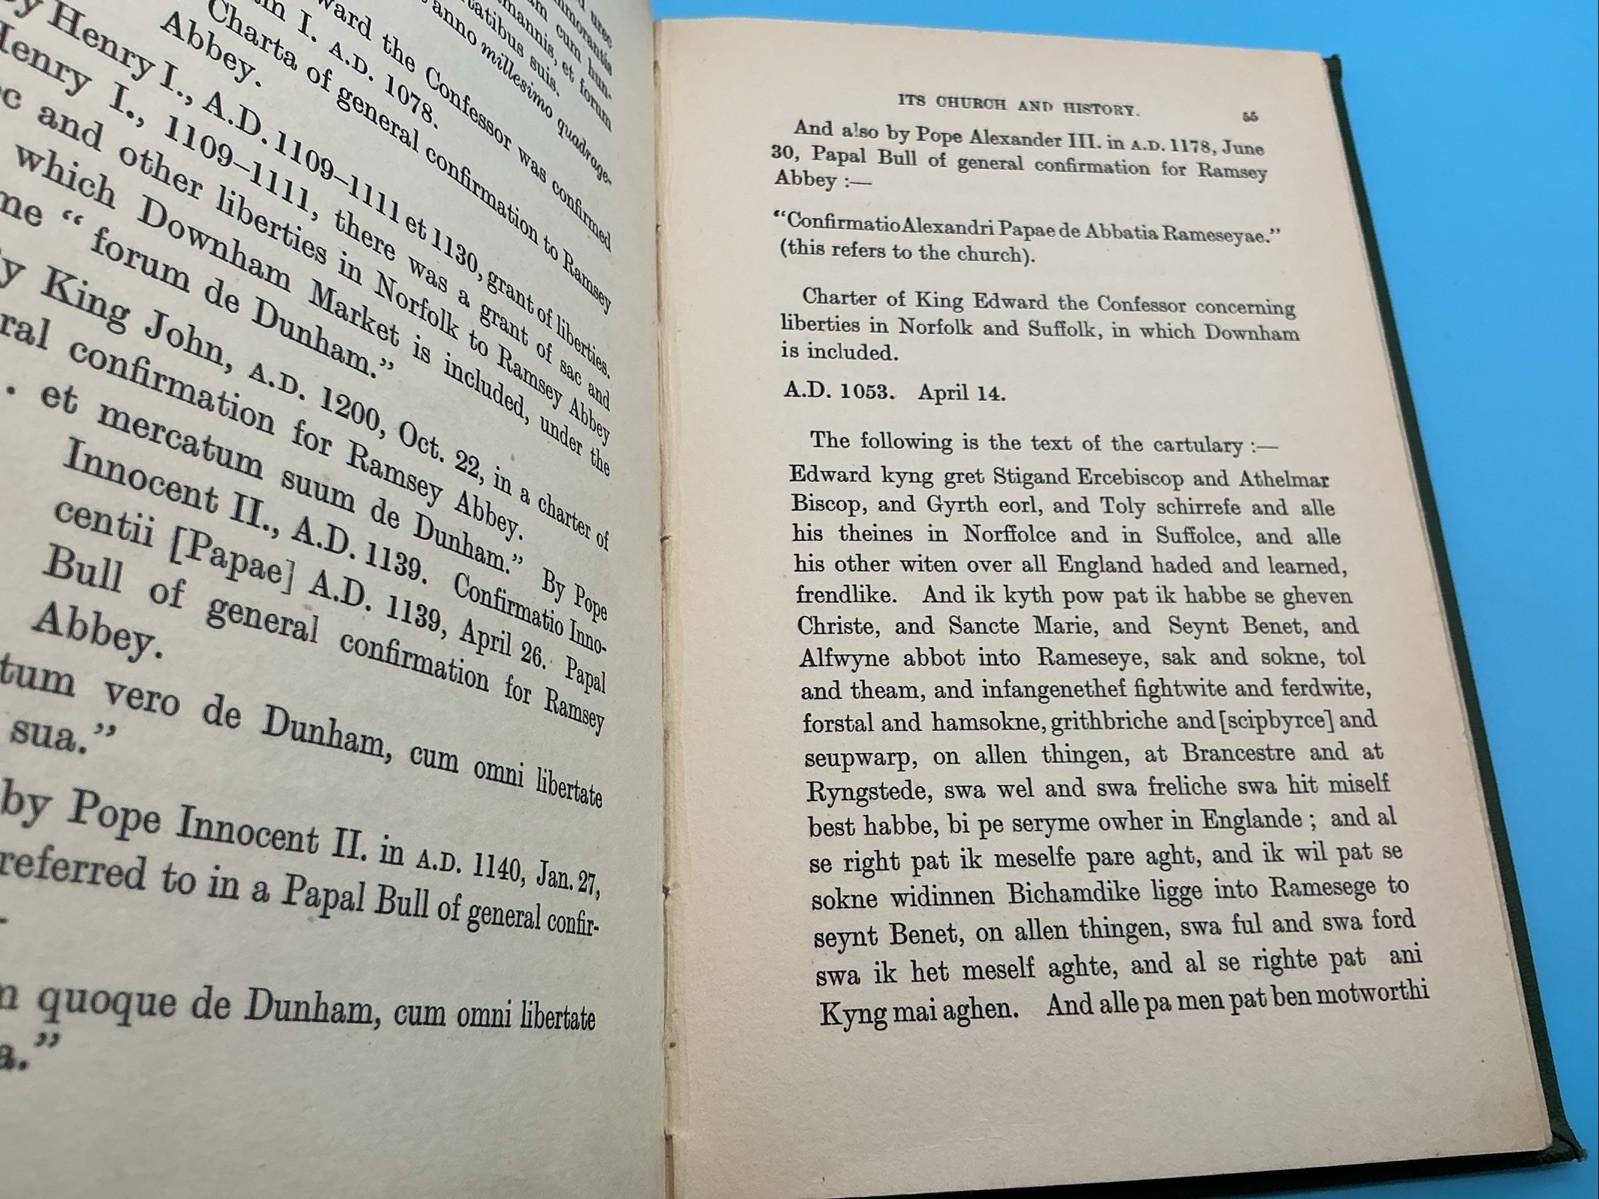 mannis, et forum
tatibus suis.
anno millesimo quadrage-
ward the Confessor was confirmed
I. A.D. 1078.
Charta of general confirmation to Ramsey
Abbey.
Henry I., A.D. 1109–1111 et 1130, grant of liberties.
Henry I., 1109–1111, there was a grant of sac and
and other liberties in Norfolk to Ramsey Abbey
which Downham Market is included, under the
“ forum de Dunham.”
King John, A.D. 1200, Oct. 22, in a charter of
confirmation for Ramsey Abbey.
. et mercatum suum de Dunham.” By Pope
Innocent II., A.D. 1139. Confirmatio Inno-
centii [Papae] A.D. 1139, April 26. Papal
Bull of general confirmation for Ramsey
Abbey.
tum vero de Dunham, cum omni libertate
sua.”
by Pope Innocent II. in A.D. 1140, Jan. 27,
referred to in a Papal Bull of general confir-
quoque de Dunham, cum omni libertate
a.”
ITS CHURCH AND HISTORY. 55
And also by Pope Alexander III. in A.D. 1178, June
30, Papal Bull of general confirmation for Ramsey
Abbey :—
“Confirmatio Alexandri Papae de Abbatia Rameseyae.”
(this refers to the church).
Charter of King Edward the Confessor concerning
liberties in Norfolk and Suffolk, in which Downham
is included.
A.D. 1053. April 14.
The following is the text of the cartulary :—
Edward kyng gret Stigand Ercebiscop and Athelmar
Biscop, and Gyrth eorl, and Toly schirrefe and alle
his theines in Norffolce and in Suffolce, and alle
his other witen over all England haded and learned,
frendlike. And ik kyth pow pat ik habbe se gheven
Christe, and Sancte Marie, and Seynt Benet, and
Alfwyne abbot into Rameseye, sak and sokne, tol
and theam, and infangenethef fightwite and ferdwite,
forstal and hamsokne, grithbriche and [scipbyrce] and
seupwarp, on allen thingen, at Brancestre and at
Ryngstede, swa wel and swa freliche swa hit miself
best habbe, bi pe seryme owher in Englande ; and al
se right pat ik meselfe pare aght, and ik wil pat se
sokne widinnen Bichamdike ligge into Ramesege to
seynt Benet, on allen thingen, swa ful and swa ford
swa ik het meself aghte, and al se righte pat ani
Kyng mai aghen. And alle pa men pat ben motworthi